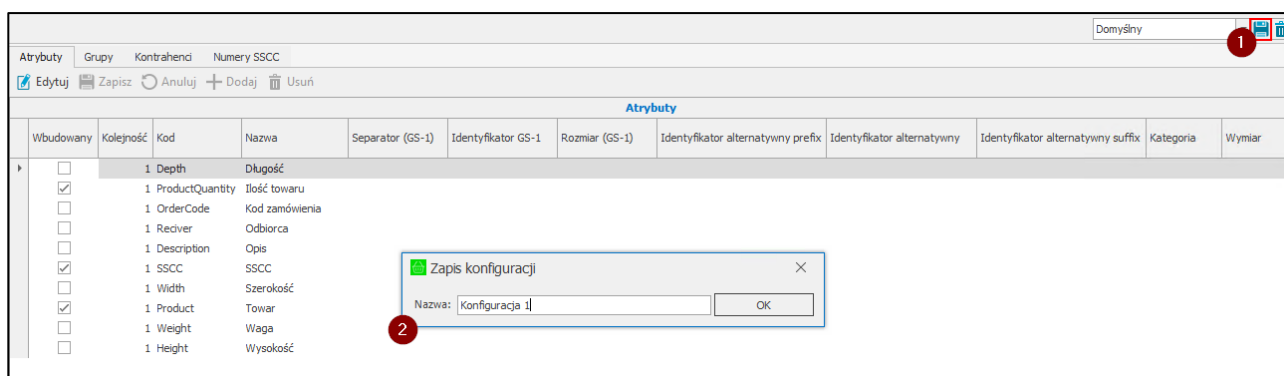 Domyślny
1
Atrybuty Grupy Kontrahenci Numery SSCC
Edytuj Zapisz Anuluj Dodaj Usuń
Atrybuty
Wbudowany Kolejność Kod Nazwa Separator (GS-1) Identyfikator GS-1 Rozmiar (GS-1) Identyfikator alternatywny prefix Identyfikator alternatywny Identyfikator alternatywny suffix Kategoria Wymiar
1 Depth Długość
1 ProductQuantity Ilość towaru
1 OrderCode Kod zamówienia
1 Reciver Odbiorca
1 Description Opis
1 SSCC SSCC
1 Width Szerokość
1 Product Towar
1 Weight Waga
1 Height Wysokość
Zapis konfiguracji
Nazwa: Konfiguracja 1 OK
2